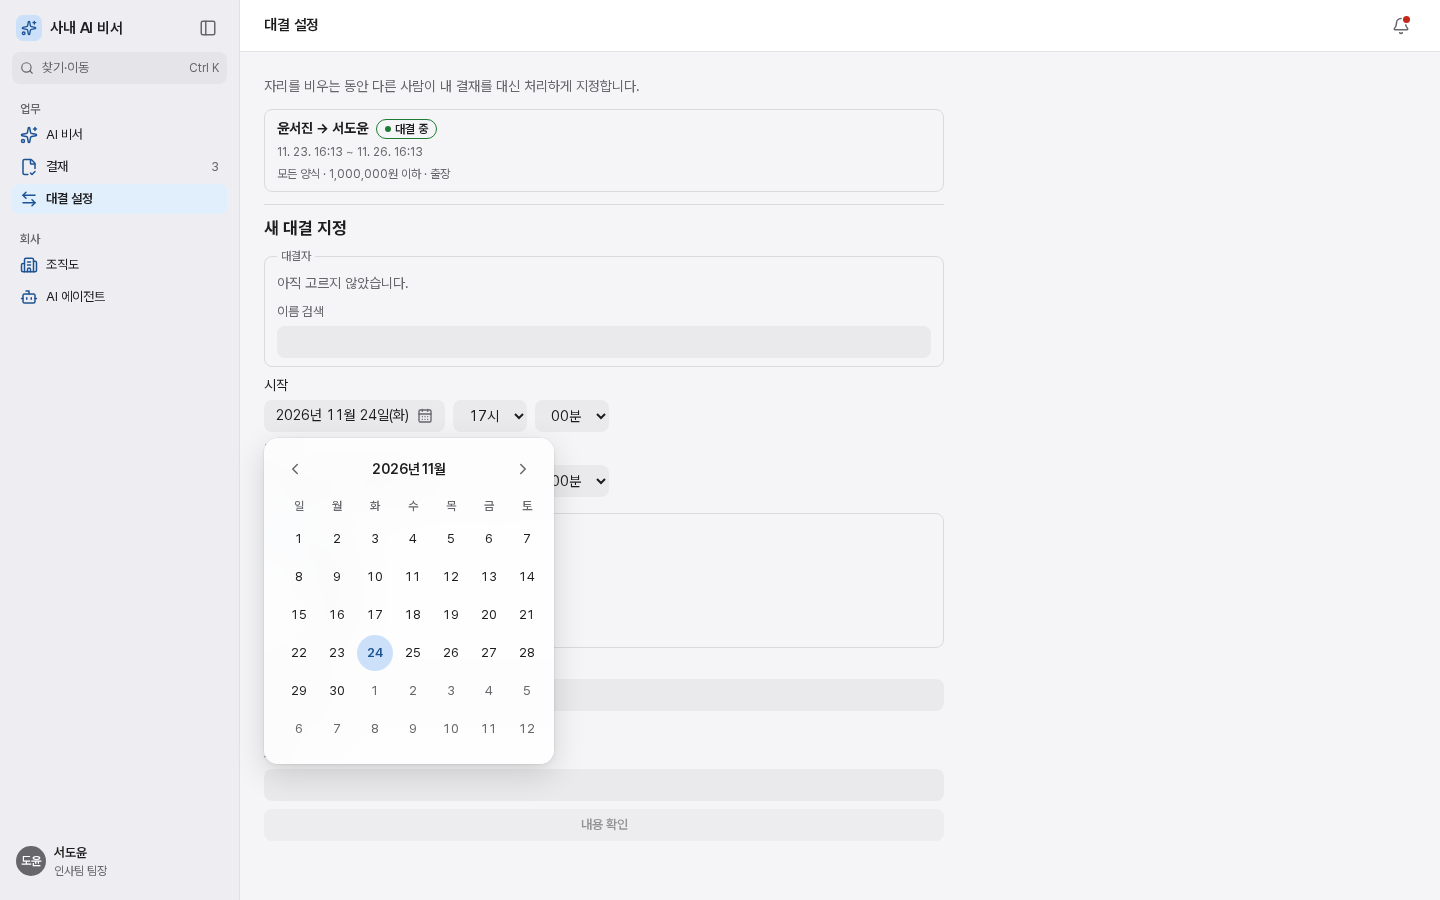 사내 AI 비서
찾기·이동 Ctrl K
업무
AI 비서
결재 3
대결 설정
회사
조직도
AI 에이전트
도윤
서도윤
인사팀 팀장
대결 설정
자리를 비우는 동안 다른 사람이 내 결재를 대신 처리하게 지정합니다.
윤서진 → 서도윤 대결 중
11. 23. 16:13 ~ 11. 26. 16:13
모든 양식 · 1,000,000원 이하 · 출장
새 대결 지정
대결자
아직 고르지 않았습니다.
이름 검색
시작
2026년 11월 24일(화) 17시 00분
00분
2026년 11월
일 월 화 수 목 금 토
1 2 3 4 5 6 7
8 9 10 11 12 13 14
15 16 17 18 19 20 21
22 23 24 25 26 27 28
29 30 1 2 3 4 5
6 7 8 9 10 11 12
내용 확인